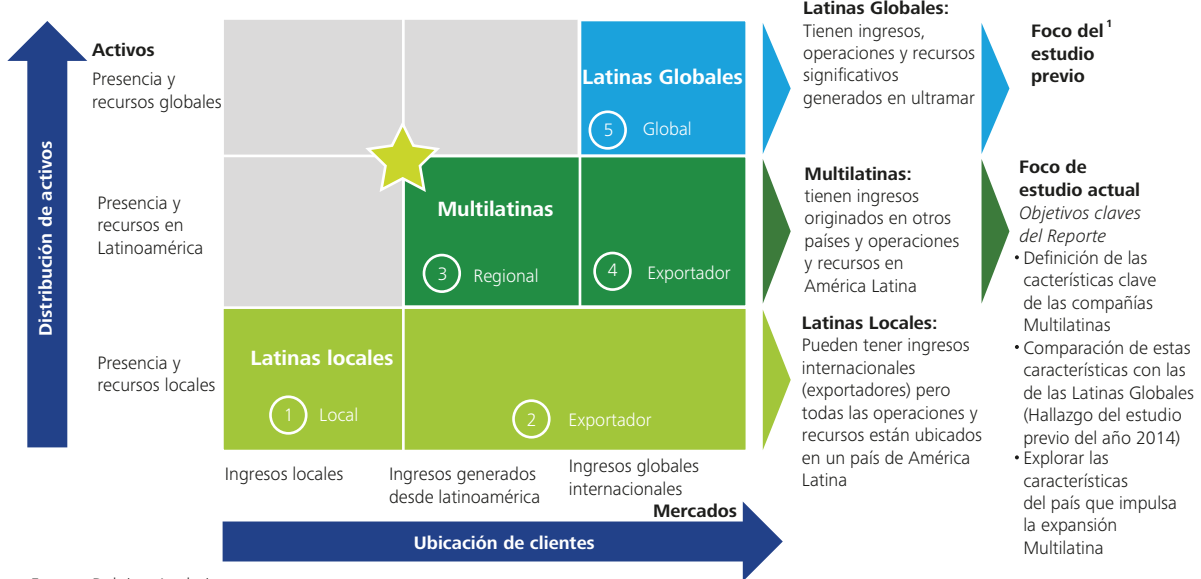 Activos
Presencia y
recursos globales
Presencia y
recursos en
Latinoamérica
Presencia y
recursos locales
Distribución de activos
Latinas Globales
5 Global
Multilatinas
3 Regional
4 Exportador
Latinas locales
1 Local
2 Exportador
Ingresos locales
Ingresos generados
desde latinoamérica
Ingresos globales
internacionales
Mercados
Ubicación de clientes
Latinas Globales:
Tienen ingresos,
operaciones y recursos
significativos
generados en ultramar
Multilatinas:
tienen ingresos
originados en otros
países y operaciones
y recursos en
América Latina
Latinas Locales:
Pueden tener ingresos
internacionales
(exportadores) pero
todas las operaciones y
recursos están ubicados
en un país de América
Latina
Foco del 1
estudio
previo
Foco de
estudio actual
Objetivos claves
del Reporte
• Definición de las
cacterísticas clave
de las compañías
Multilatinas
• Comparación de estas
características con las
de las Latinas Globales
(Hallazgo del estudio
previo del año 2014)
• Explorar las
características
del país que impulsa
la expansión
Multilatina